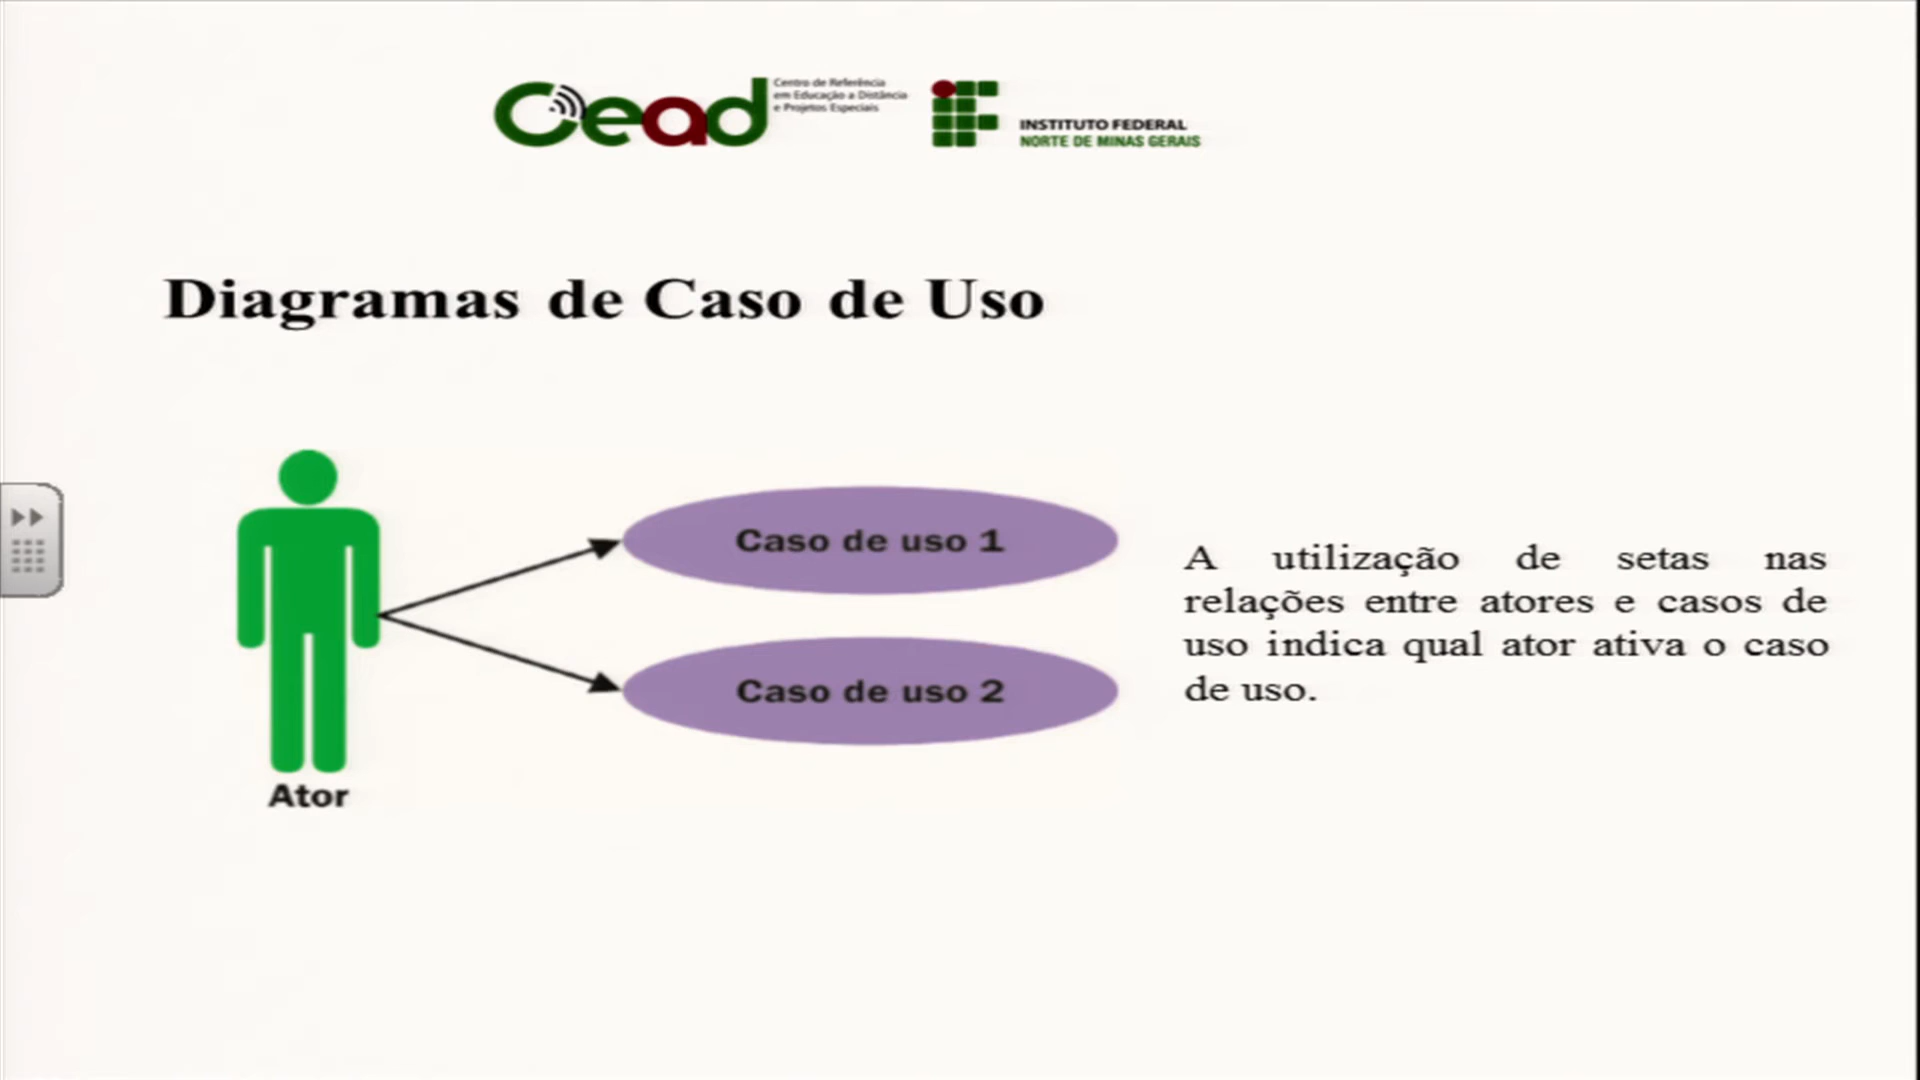 Cead
Centro de Referência
em Educação a Distância
e Projetos Especiais
INSTITUTO FEDERAL
NORTE DE MINAS GERAIS
Diagramas de Caso de Uso
Caso de uso 1
Caso de uso 2
Ator
A utilização de setas nas
relações entre atores e casos de
uso indica qual ator ativa o caso
de uso.